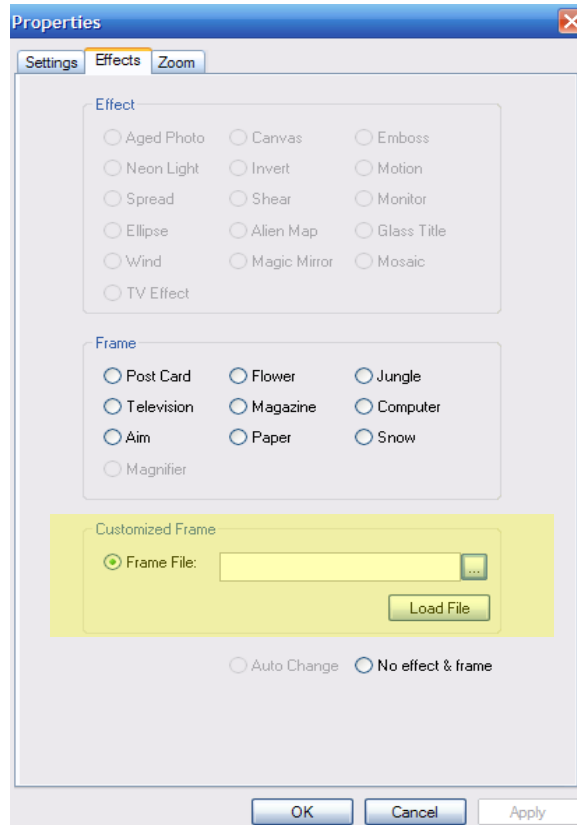 Properties
Settings Effects Zoom
Effect
Aged Photo Canvas Emboss
Neon Light Invert Motion
Spread Shear Monitor
Ellipse Alien Map Glass Title
Wind Magic Mirror Mosaic
TV Effect
Frame
Post Card Flower Jungle
Television Magazine Computer
Aim Paper Snow
Magnifier
Customized Frame
Frame File: ...
Load File
Auto Change No effect & frame
OK Cancel Apply